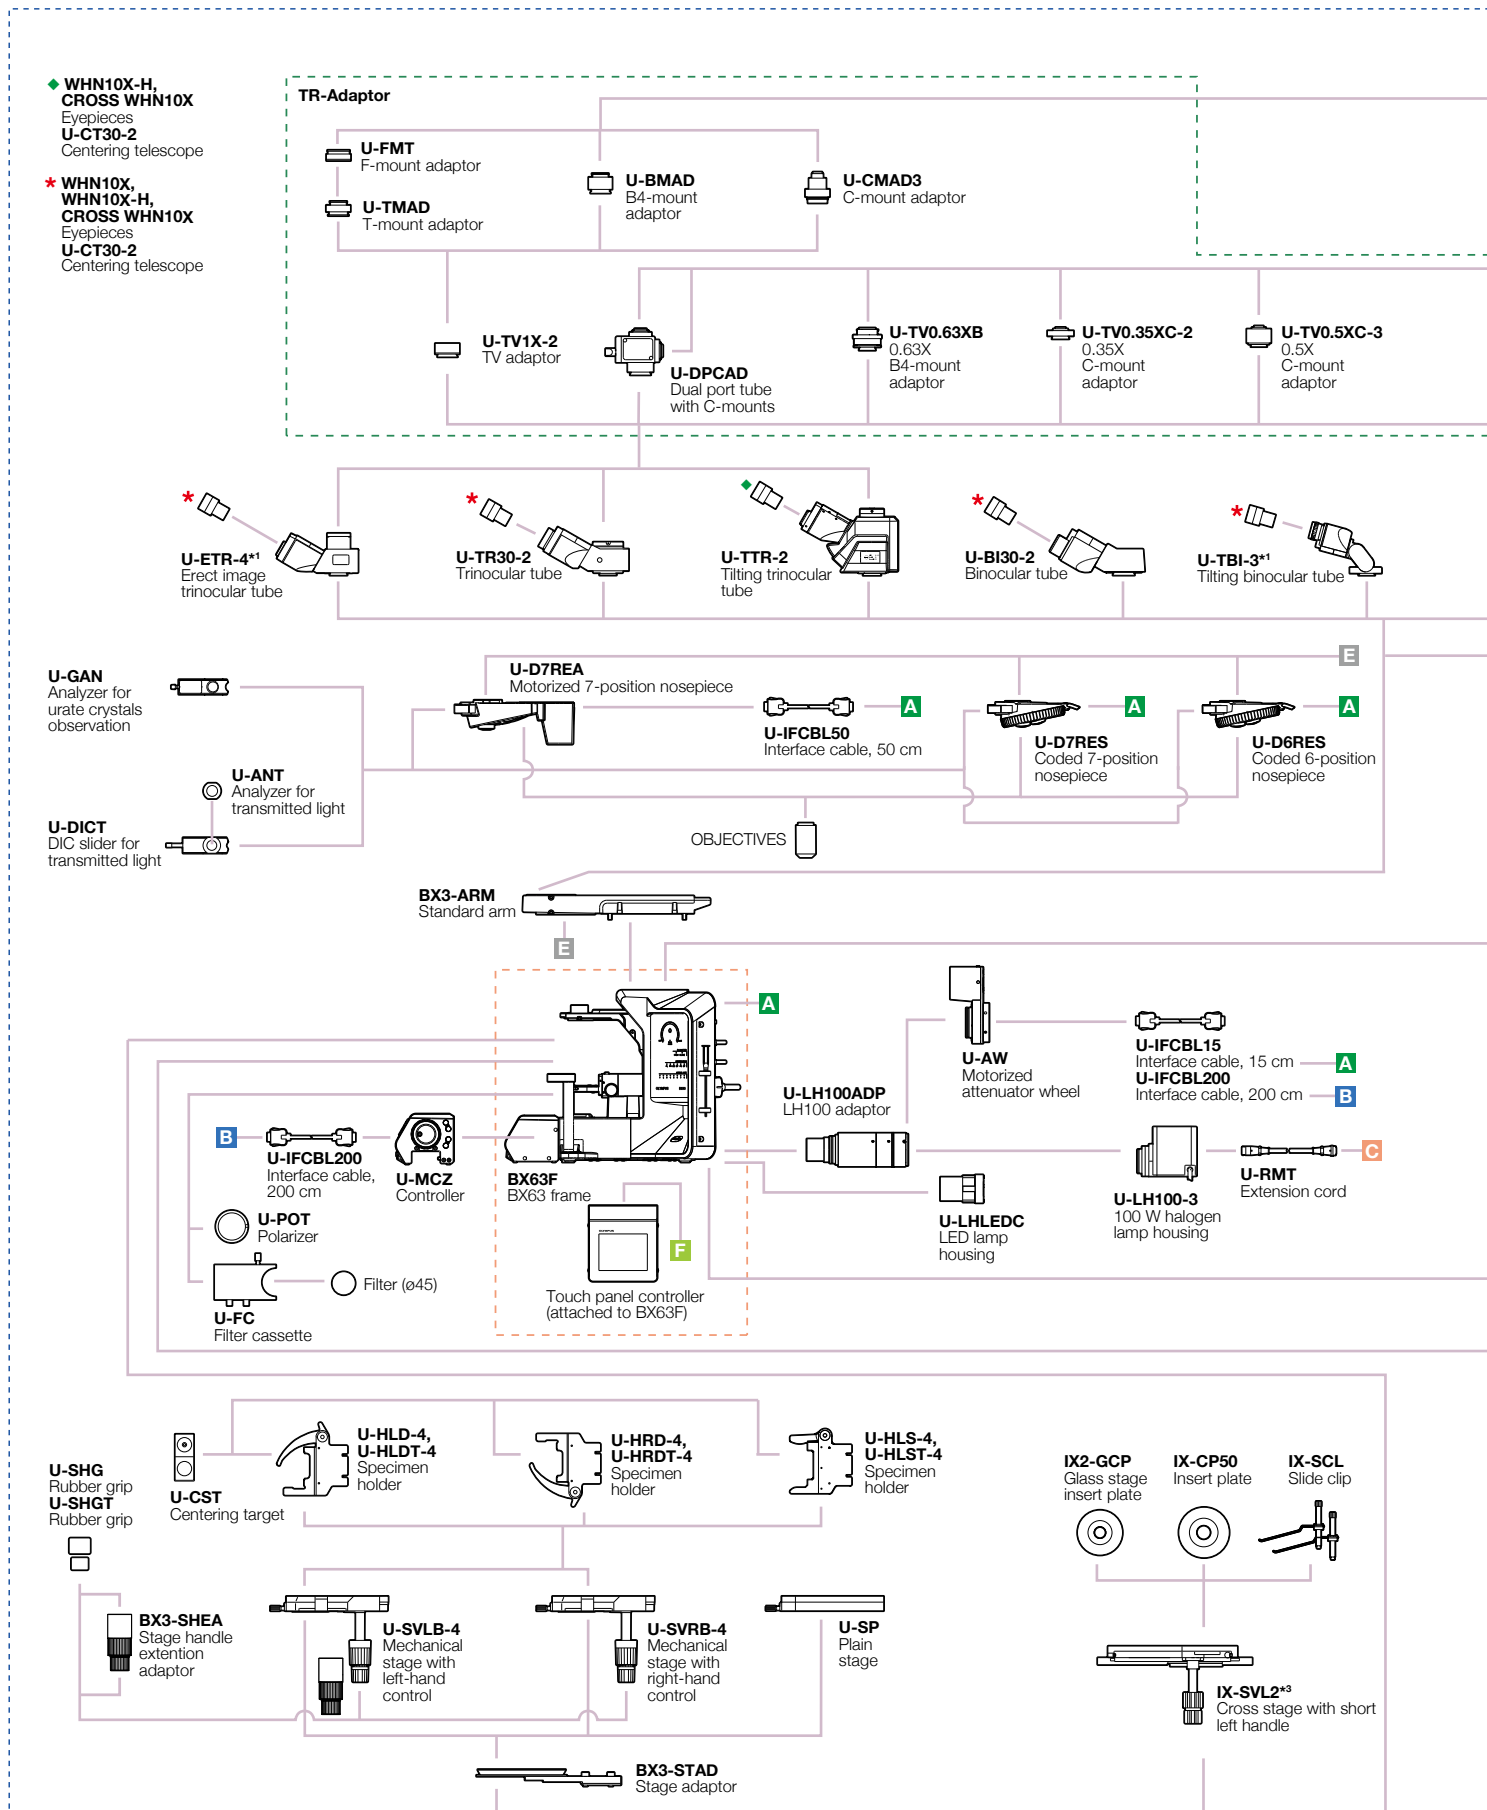 ◆ WHN10X-H,
CROSS WHN10X
Eyepieces
U-CT30-2
Centering telescope
* WHN10X,
WHN10X-H,
CROSS WHN10X
Eyepieces
U-CT30-2
Centering telescope
TR-Adaptor
U-FMT
F-mount adaptor
U-TMAD
T-mount adaptor
U-BMAD
B4-mount
adaptor
U-CMAD3
C-mount adaptor
U-TV1X-2
TV adaptor
U-DPCAD
Dual port tube
with C-mounts
U-TV0.63XB
0.63X
B4-mount
adaptor
U-TV0.35XC-2
0.35X
C-mount
adaptor
U-TV0.5XC-3
0.5X
C-mount
adaptor
*
U-ETR-4*1
Erect image
trinocular tube
*
U-TR30-2
Trinocular tube
◆
U-TTR-2
Tilting trinocular
tube
*
U-BI30-2
Binocular tube
*
U-TBI-3*1
Tilting binocular tube
E
U-GAN
Analyzer for
urate crystals
observation
U-D7REA
Motorized 7-position nosepiece
U-IFCBL50
Interface cable, 50 cm
A
U-D7RES
Coded 7-position
nosepiece
A
U-D6RES
Coded 6-position
nosepiece
A
U-ANT
Analyzer for
transmitted light
U-DICT
DIC slider for
transmitted light
OBJECTIVES
BX3-ARM
Standard arm
E
A
U-AW
Motorized
attenuator wheel
U-IFCBL15
Interface cable, 15 cm
A
U-IFCBL200
Interface cable, 200 cm
B
U-LH100ADP
LH100 adaptor
B
U-IFCBL200
Interface cable,
200 cm
U-MCZ
Controller
BX63F
BX63 frame
U-LHLEDC
LED lamp
housing
U-LH100-3
100 W halogen
lamp housing
U-RMT
Extension cord
C
U-POT
Polarizer
F
Touch panel controller
(attached to BX63F)
Filter (ø45)
U-FC
Filter cassette
U-SHG
Rubber grip
U-SHGT
Rubber grip
U-CST
Centering target
U-HLD-4,
U-HLDT-4
Specimen
holder
U-HRD-4,
U-HRDT-4
Specimen
holder
U-HLS-4,
U-HLST-4
Specimen
holder
IX2-GCP
Glass stage
insert plate
IX-CP50
Insert plate
IX-SCL
Slide clip
BX3-SHEA
Stage handle
extention
adaptor
U-SVLB-4
Mechanical
stage with
left-hand
control
U-SVRB-4
Mechanical
stage with
right-hand
control
U-SP
Plain
stage
IX-SVL2*3
Cross stage with short
left handle
BX3-STAD
Stage adaptor